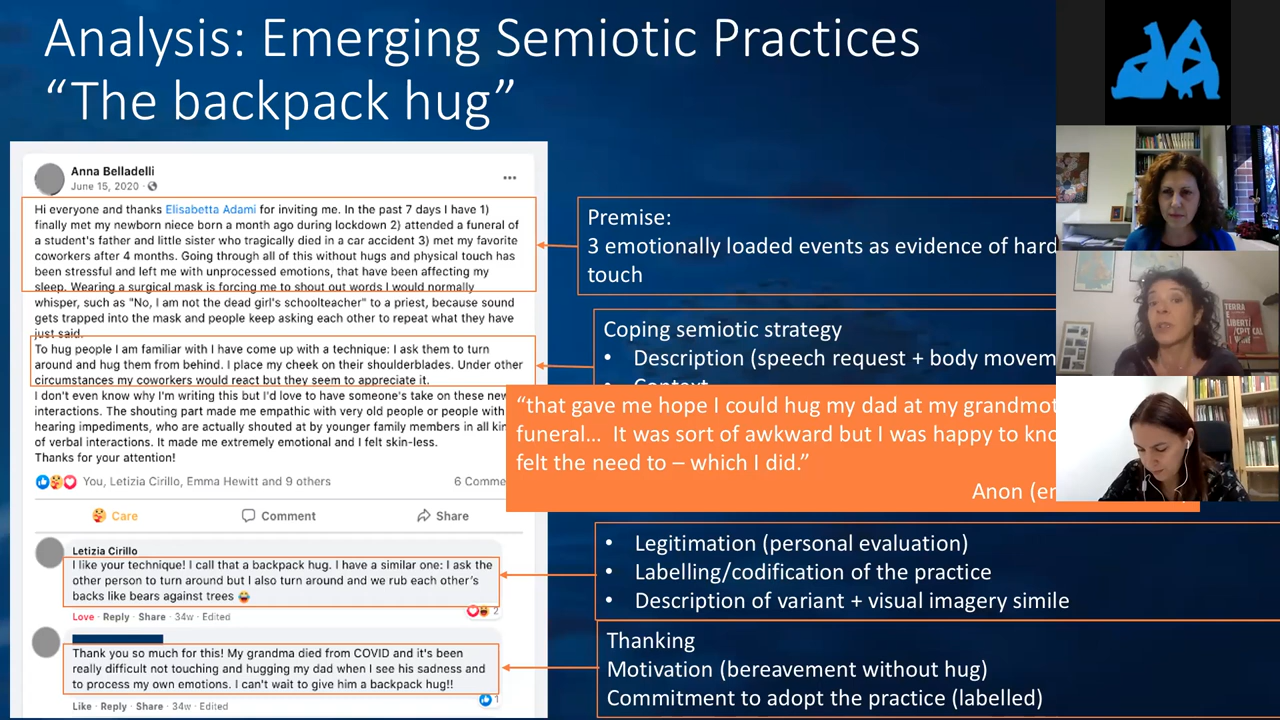 Analysis: Emerging Semiotic Practices
“The backpack hug”
Anna Belladelli
June 15, 2020
Hi everyone and thanks Elisabetta Adami for inviting me. In the past 7 days I have 1)
finally met my newborn niece born a month ago during lockdown 2) attended a funeral of
a student's father and little sister who tragically died in a car accident 3) met my favorite
coworkers after 4 months. Going through all of this without hugs and physical touch has
been stressful and left me with unprocessed emotions, that have been affecting my
sleep. Wearing a surgical mask is forcing me to shout out words I would normally
whisper, such as "No, I am not the dead girl's schoolteacher" to a priest, because sound
gets trapped into the mask and people keep asking each other to repeat what they have
just said.
To hug people I am familiar with I have come up with a technique: I ask them to turn
around and hug them from behind. I place my cheek on their shoulderblades. Under other
circumstances my coworkers would react but they seem to appreciate it.
I don't even know why I'm writing this but I'd love to have someone's take on these new
interactions. The shouting part made me empathic with very old people or people with
hearing impediments, who are actually shouted at by younger family members in all
of verbal interactions. It made me extremely emotional and I felt skin-less.
Thanks for your attention!
You, Letizia Cirillo, Emma Hewitt and 9 others
6
Care
Comment
Share
Letizia Cirillo
I like your technique! I call that a backpack hug. I have a similar one: I ask the
other person to turn around but I also turn around and we rub each other's
backs like bears against trees
2
Love · Reply · Share · 34w · Edited
Thank you so much for this! My grandma died from COVID and it's been
really difficult not touching and hugging my dad when I see his sadness and
to process my own emotions. I can't wait to give him a backpack hug!!
1
Like · Reply · Share · 34w · Edited
Premise:
3 emotionally loaded events as evidence of hard
touch
Coping semiotic strategy
• Description (speech request + body movem
• Context
“that gave me hope I could hug my dad at my grandmot
funeral… It was sort of awkward but I was happy to kno
felt the need to – which I did.”
Anon (
• Legitimation (personal evaluation)
• Labelling/codification of the practice
• Description of variant + visual imagery simile
Thanking
Motivation (bereavement without hug)
Commitment to adopt the practice (labelled)
TERRA
E
LIBERT/
CRITICAL